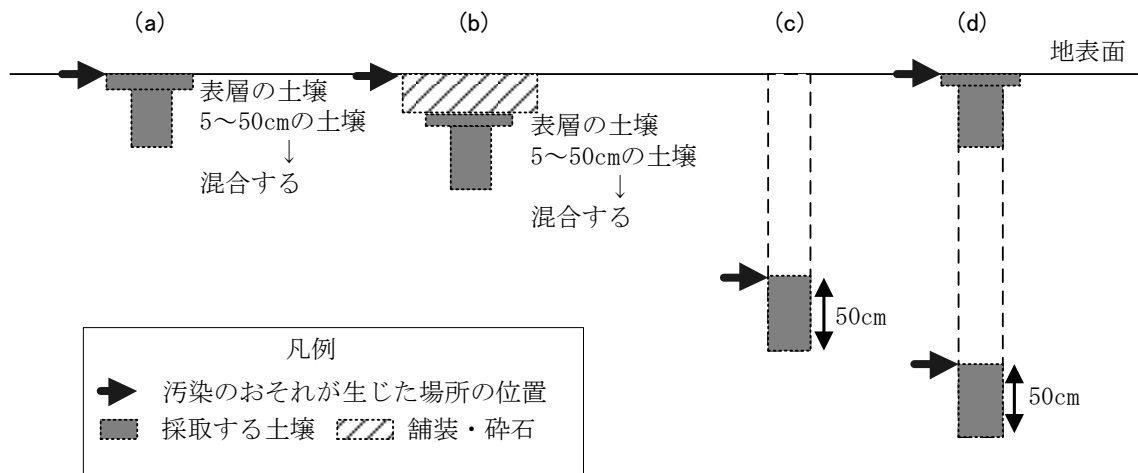 (a)
(b)
(c)
(d)
地表面
表層の土壌
5~50cmの土壌
↓
混合する
表層の土壌
5~50cmの土壌
↓
混合する
50cm
50cm
凡例
汚染のおそれが生じた場所の位置
採取する土壌
舗装・砕石